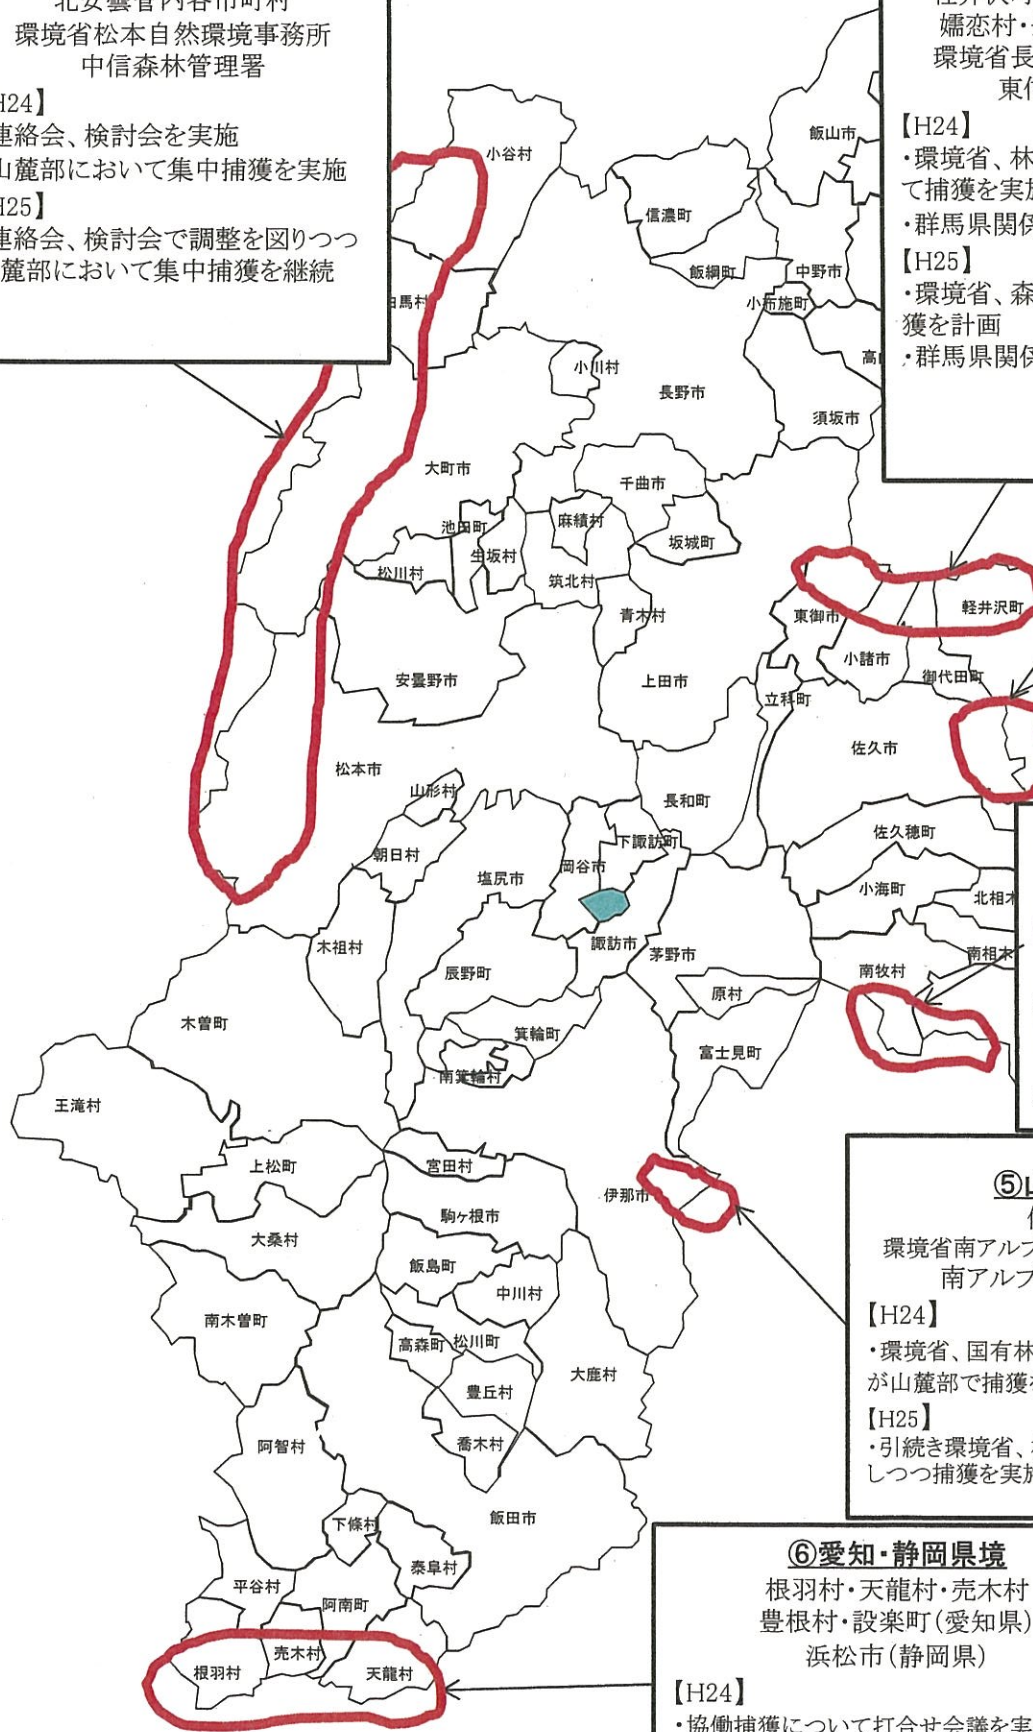 北安曇管内各市町村
環境省松本自然環境事務所
中信森林管理署
H24】
連絡会、検討会を実施
山麓部において集中捕獲を実施
H25】
連絡会、検討会で調整を図りつつ
麓部において集中捕獲を継続
嬬恋村・
環境省長
【H24】
・環境省、林
て捕獲を実施
・群馬県関係
【H25】
・環境省、森
獲を計画
・群馬県関係
小谷村
飯山市
信濃町
飯綱町
中野市
白馬村
小布施町
小川村
高山
長野市
須坂市
大町市
千曲市
池田町
麻績村
坂城町
生坂村
松川村
筑北村
青木村
東御市
軽井沢町
小諸市
御代田町
安曇野市
上田市
立科町
佐久市
松本市
山形村
長和町
佐久穂町
下諏訪町
朝日村
岡谷市
塩尻市
小海町
北相木
木祖村
諏訪市
茅野市
南相木
辰野町
南牧村
原村
木曽町
箕輪町
富士見町
南箕輪村
王滝村
上松町
宮田村
伊那市
駒ヶ根市
大桑村
飯島町
中川村
南木曽町
高森町
松川町
大鹿村
豊丘村
阿智村
喬木村
飯田市
下條村
泰阜村
平谷村
阿南町
売木村
根羽村
天龍村
⑤山
環境省南アルプ
南アルプ
【H24】
・環境省、国有林
が山麓部で捕獲
【H25】
・引続き環境省、
しつつ捕獲を実施
⑥愛知・静岡県境
根羽村・天龍村・売木村
豊根村・設楽町（愛知県）
浜松市（静岡県）
【H24】
・協働捕獲について打合せ会議を実